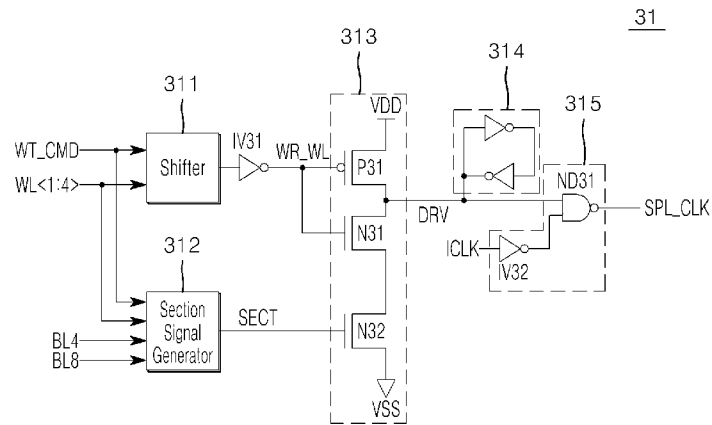 31
313
314
311
315
VDD
WT_CMD
IV31
WR_WL
P31
Shifter
WL<1:4>
ND31
DRV
SPL_CLK
N31
312
ICLK
IV32
Section
Signal
Generator
SECT
N32
BL4
BL8
VSS